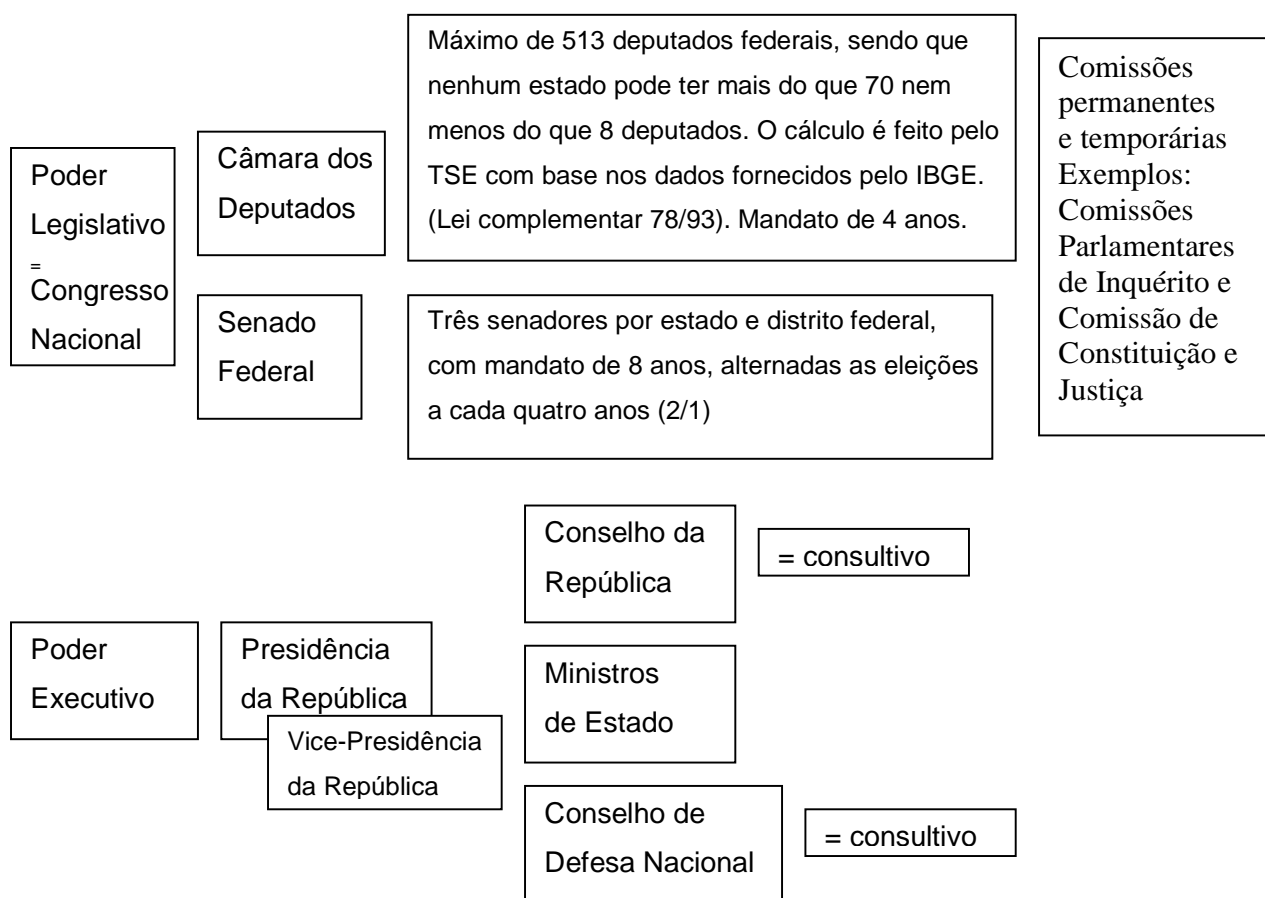 Poder
Legislativo
=
Congresso
Nacional
Câmara dos
Deputados
Máximo de 513 deputados federais, sendo que
nenhum estado pode ter mais do que 70 nem
menos do que 8 deputados. O cálculo é feito pelo
TSE com base nos dados fornecidos pelo IBGE.
(Lei complementar 78/93). Mandato de 4 anos.
Senado
Federal
Três senadores por estado e distrito federal,
com mandato de 8 anos, alternadas as eleições
a cada quatro anos (2/1)
Comissões
permanentes
e temporárias
Exemplos:
Comissões
Parlamentares
de Inquérito e
Comissão de
Constituição e
Justiça
Poder
Executivo
Presidência
da República
Vice-Presidência
da República
Conselho da
República
= consultivo
Ministros
de Estado
Conselho de
Defesa Nacional
= consultivo